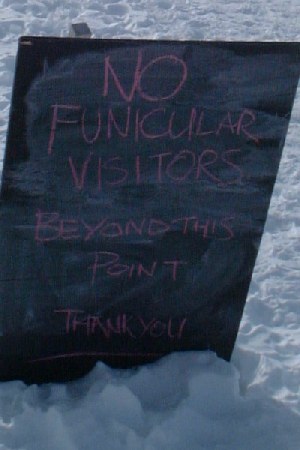 NO
FUNICULAR
VISITORS
BEYOND THIS
POINT
THANK YOU